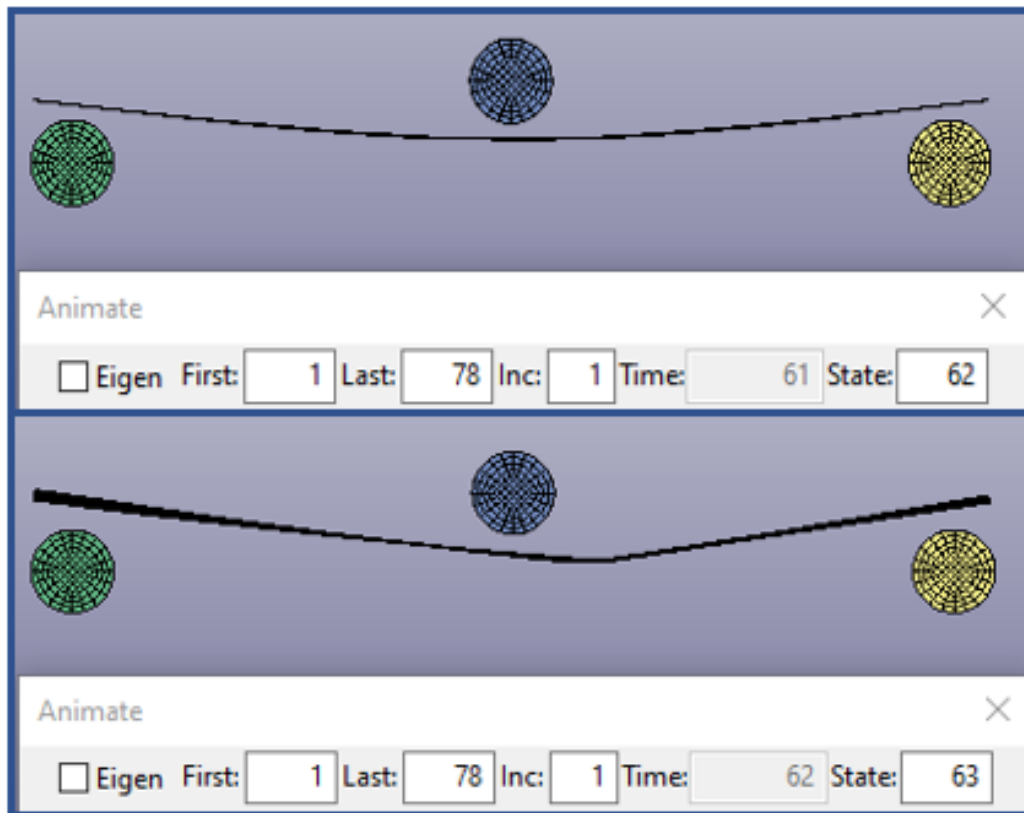 Animate
Eigen First: 1 Last: 78 Inc: 1 Time: 61 State: 62
Animate
Eigen First: 1 Last: 78 Inc: 1 Time: 62 State: 63